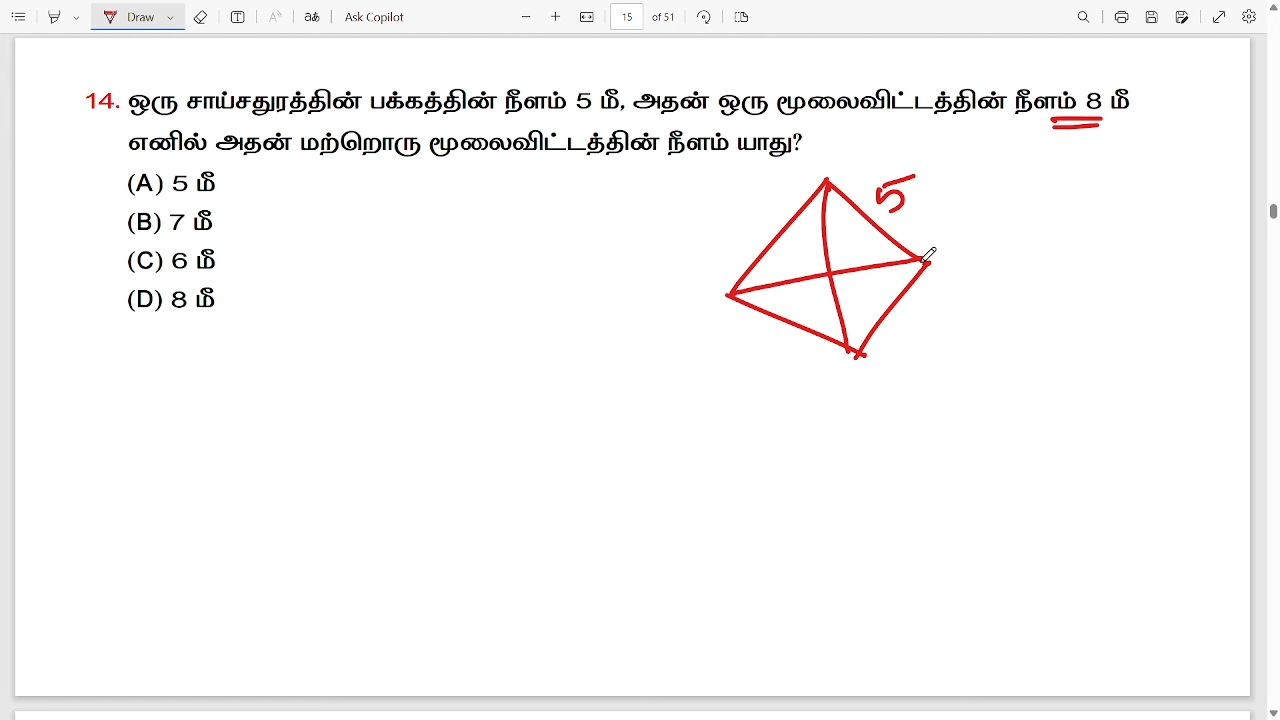 Draw
Ask Copilot
15 of 51
14. ஒரு சாய்சதுரத்தின் பக்கத்தின் நீளம் 5 மீ, அதன் ஒரு மூலைவிட்டத்தின் நீளம் 8 மீ
எனில் அதன் மற்றொரு மூலைவிட்டத்தின் நீளம் யாது?
(A) 5 மீ
(B) 7 மீ
(C) 6 மீ
(D) 8 மீ
5